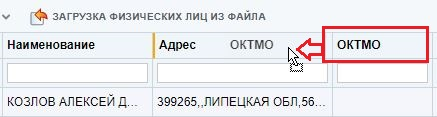 ЗАГРУЗКА ФИЗИЧЕСКИХ ЛИЦ ИЗ ФАЙЛА
Наименование Адрес ОКТМО ОКТМО
КОЗЛОВ АЛЕКСЕЙ Д... 399265,,ЛИПЕЦКАЯ ОБЛ,56...